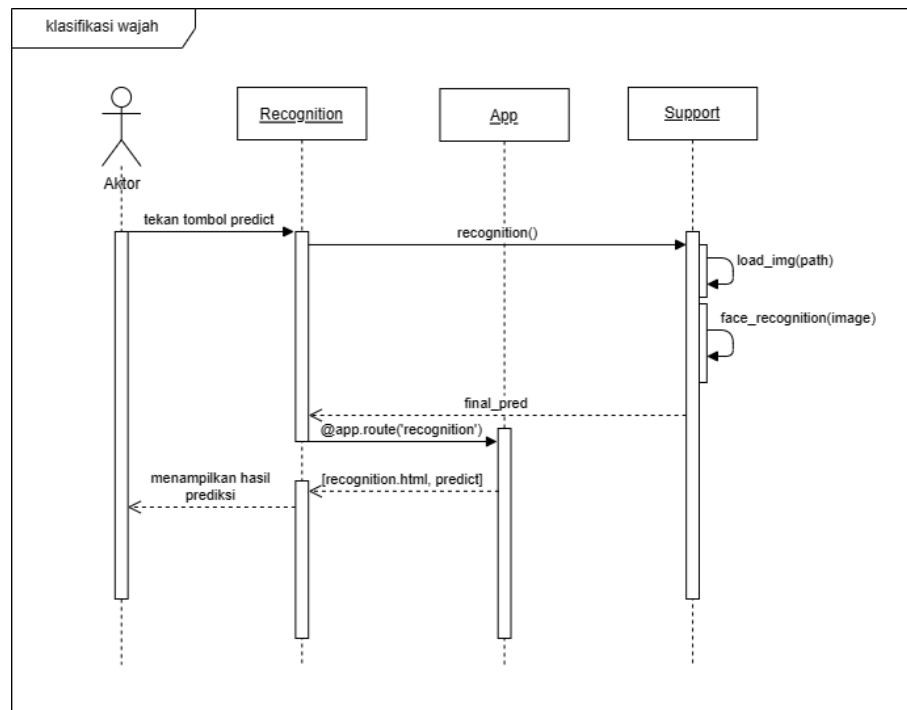 klasifikasi wajah
Recognition
App
Support
Aktor
tekan tombol predict
recognition()
load_img(path)
face_recognition(image)
final_pred
@app.route('recognition')
[recognition.html, predict]
menampilkan hasil
prediksi